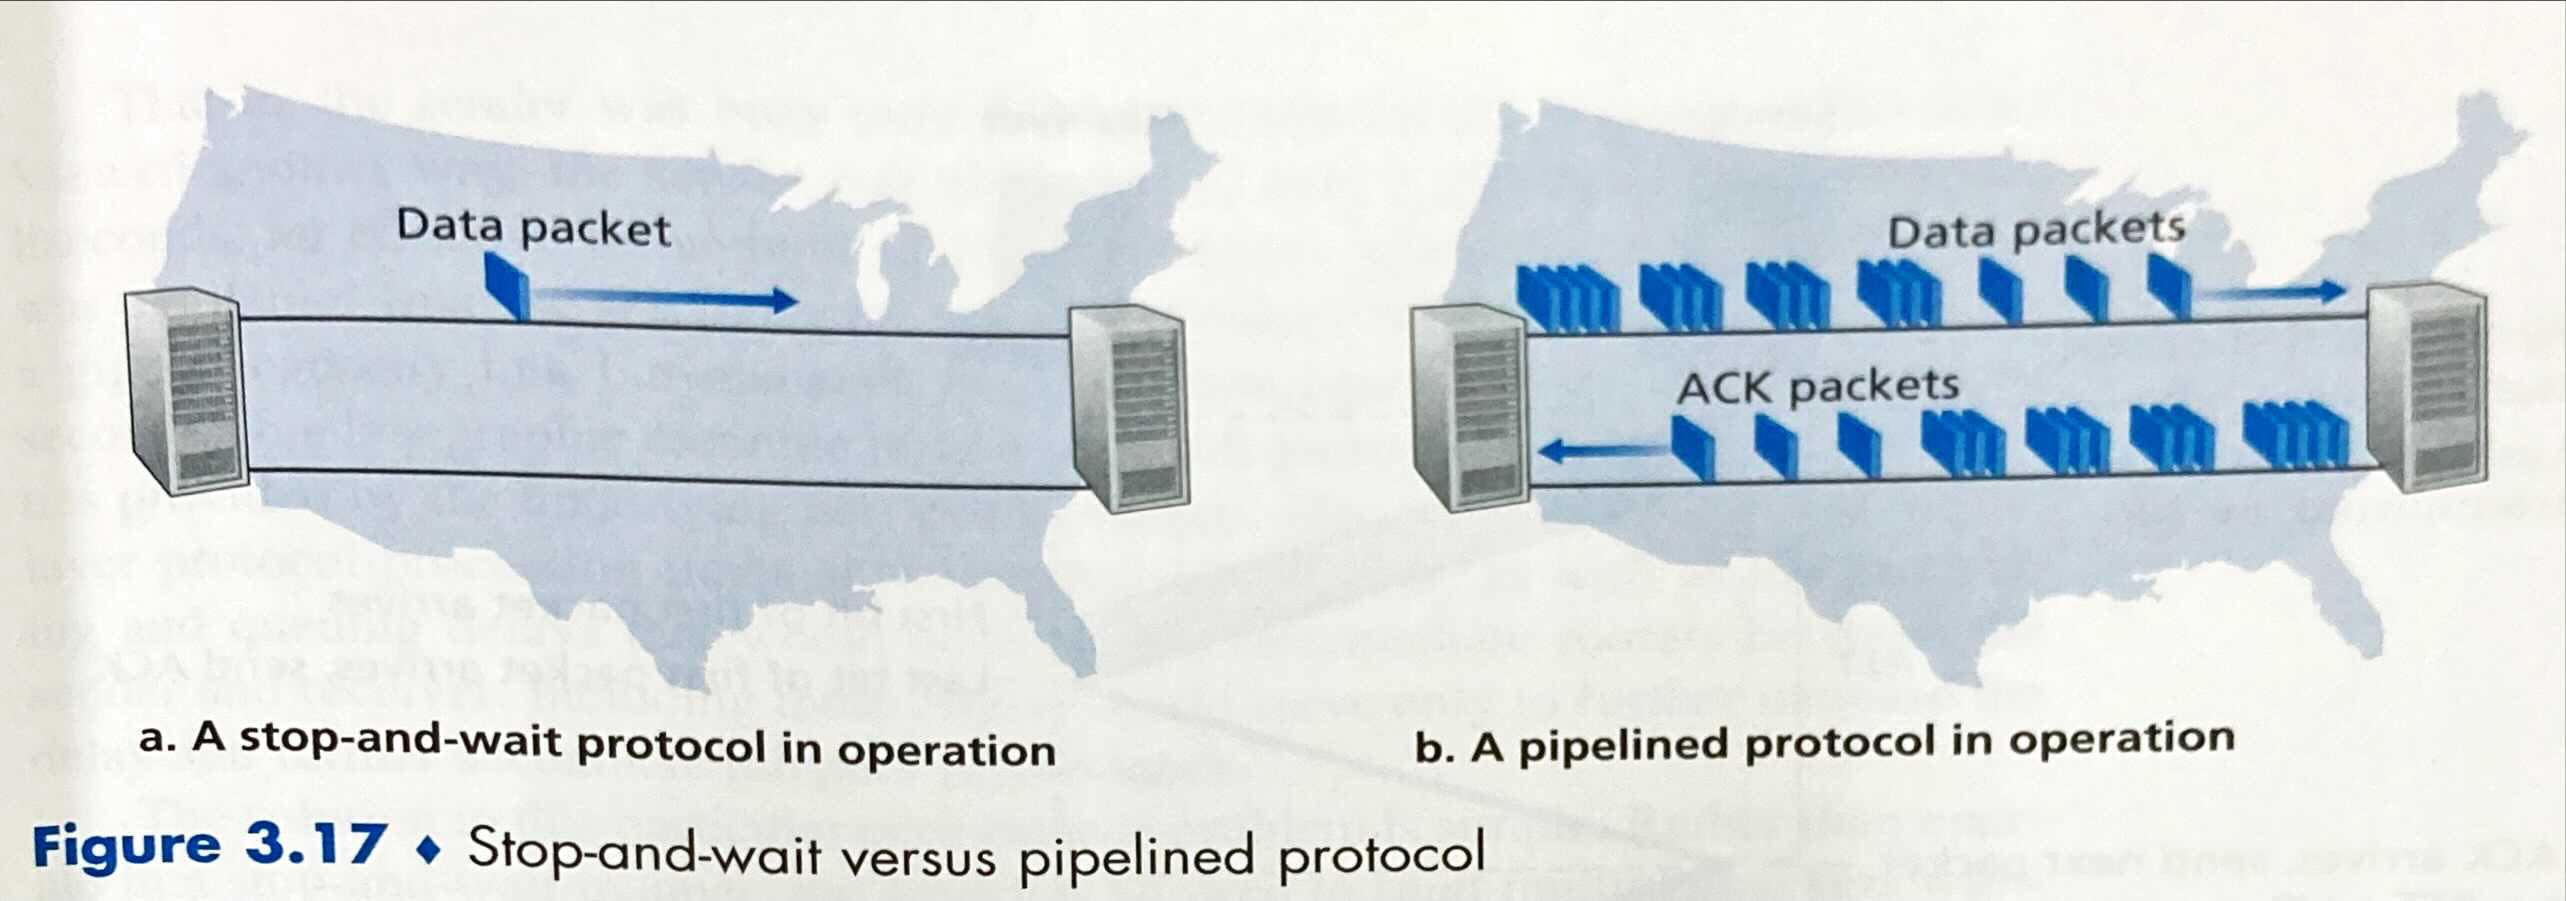 Data packet
Data packets
ACK packets
a. A stop-and-wait protocol in operation
b. A pipelined protocol in operation
Figure 3.17 ♦ Stop-and-wait versus pipelined protocol